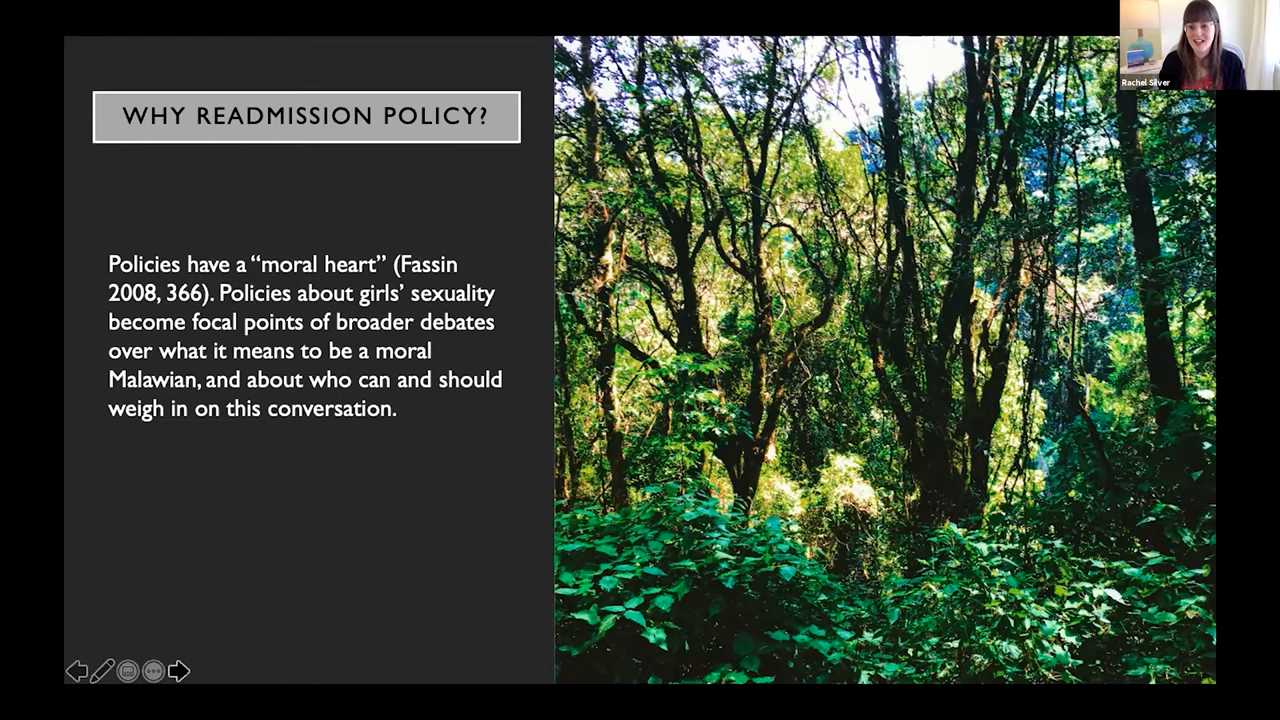 WHY READMISSION POLICY?
Policies have a “moral heart” (Fassin
2008, 366). Policies about girls’ sexuality
become focal points of broader debates
over what it means to be a moral
Malawian, and about who can and should
weigh in on this conversation.
Rachel Silver